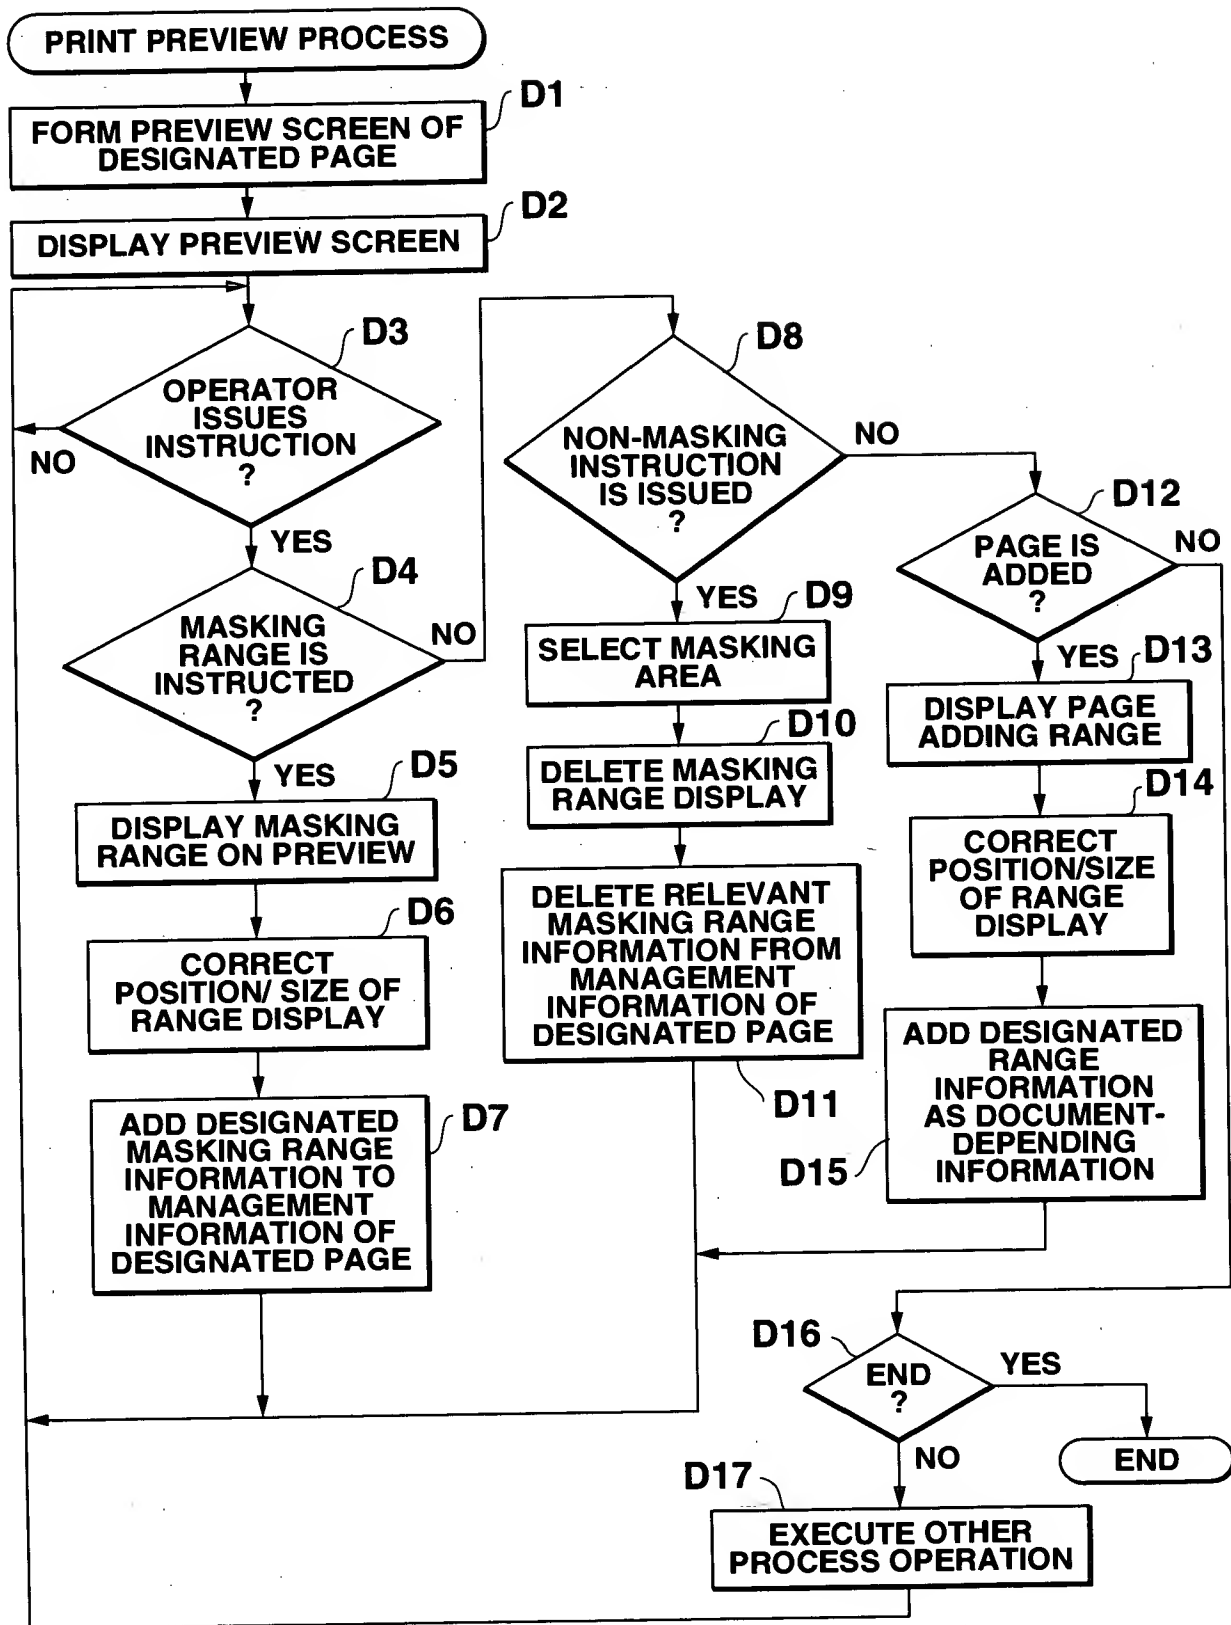 PRINT PREVIEW PROCESS
D1
FORM PREVIEW SCREEN OF
DESIGNATED PAGE
D2
DISPLAY PREVIEW SCREEN
D3
OPERATOR
ISSUES
INSTRUCTION
?
NO
YES
D4
MASKING
RANGE IS
INSTRUCTED
?
NO
YES
D5
DISPLAY MASKING
RANGE ON PREVIEW
D6
CORRECT
POSITION/ SIZE OF
RANGE DISPLAY
D7
ADD DESIGNATED
MASKING RANGE
INFORMATION TO
MANAGEMENT
INFORMATION OF
DESIGNATED PAGE
D8
NON-MASKING
INSTRUCTION
IS ISSUED
?
NO
YES
D9
SELECT MASKING
AREA
D10
DELETE MASKING
RANGE DISPLAY
DELETE RELEVANT
MASKING RANGE
INFORMATION FROM
MANAGEMENT
INFORMATION OF
DESIGNATED PAGE
D11
D12
PAGE IS
ADDED
?
NO
YES
D13
DISPLAY PAGE
ADDING RANGE
D14
CORRECT
POSITION/SIZE
OF RANGE
DISPLAY
ADD DESIGNATED
RANGE
INFORMATION
AS DOCUMENT-
DEPENDING
INFORMATION
D15
D16
END
?
YES
END
NO
D17
EXECUTE OTHER
PROCESS OPERATION